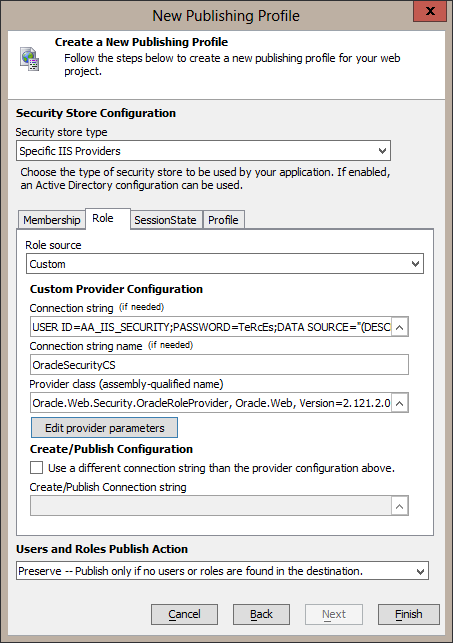 New Publishing Profile
Create a New Publishing Profile
Follow the steps below to create a new publishing profile for your web
project.
Security Store Configuration
Security store type
Specific IIS Providers
Choose the type of security store to be used by your application. If enabled,
an Active Directory configuration can be used.
Membership Role SessionState Profile
Role source
Custom
Custom Provider Configuration
Connection string (if needed)
USER ID=AA_IIS_SECURITY;PASSWORD=TeRcEs;DATA SOURCE="(DESC
Connection string name (if needed)
OracleSecurityCS
Provider class (assembly-qualified name)
Oracle.Web.Security.OracleRoleProvider, Oracle.Web, Version=2.121.2.0
Edit provider parameters
Create/Publish Configuration
Use a different connection string than the provider configuration above.
Create/Publish Connection string
Users and Roles Publish Action
Preserve -- Publish only if no users or roles are found in the destination.
Cancel Back Next Finish